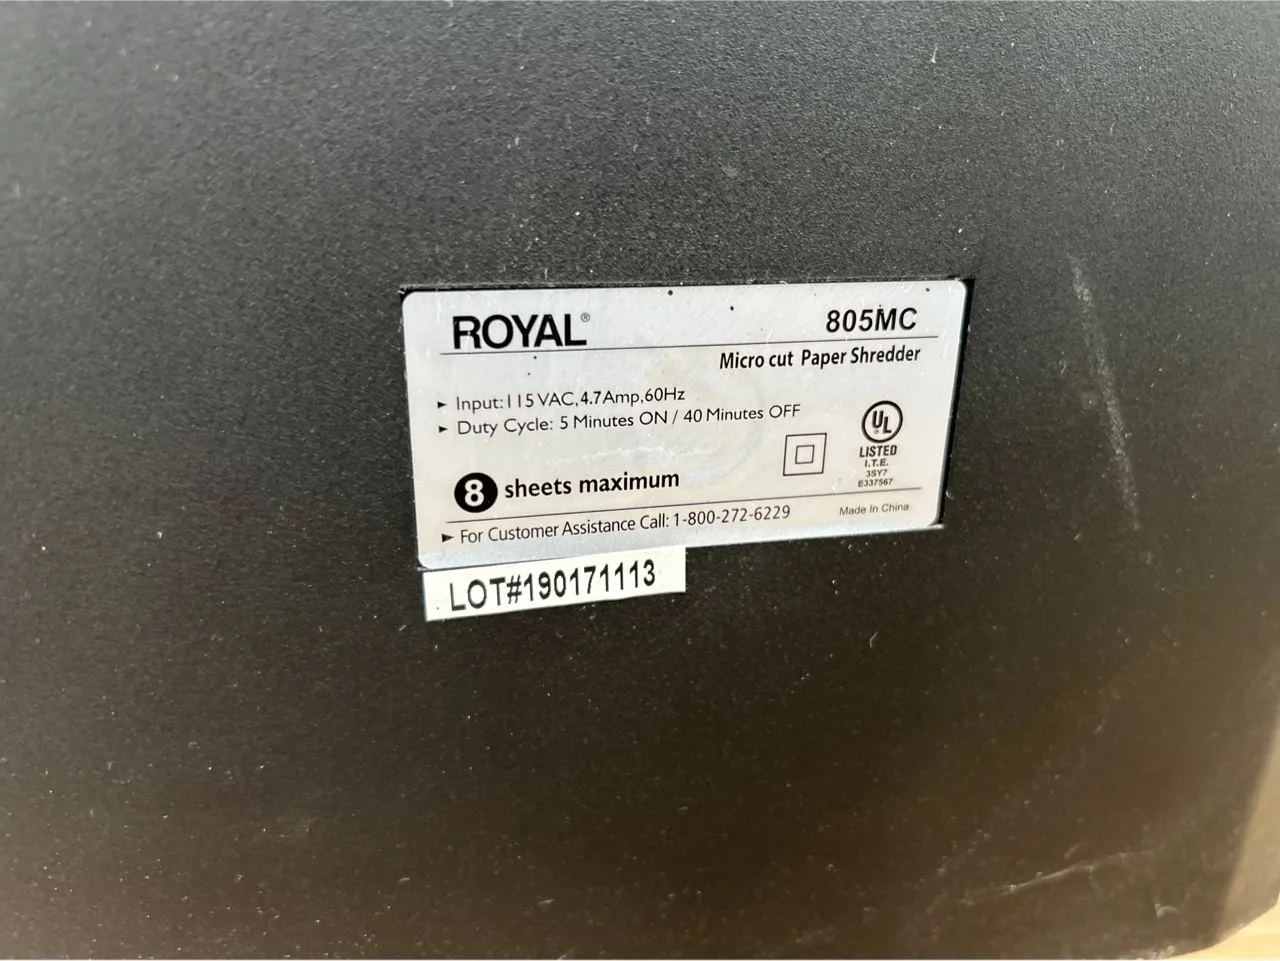 ROYAL®
805MC
Micro cut Paper Shredder
► Input:115VAC,4.7Amp,60Hz
► Duty Cycle: 5 Minutes ON / 40 Minutes OFF
UL
LISTED
I.T.E.
3SY7
E337567
8 sheets maximum
► For Customer Assistance Call: 1-800-272-6229
Made In China
LOT#190171113